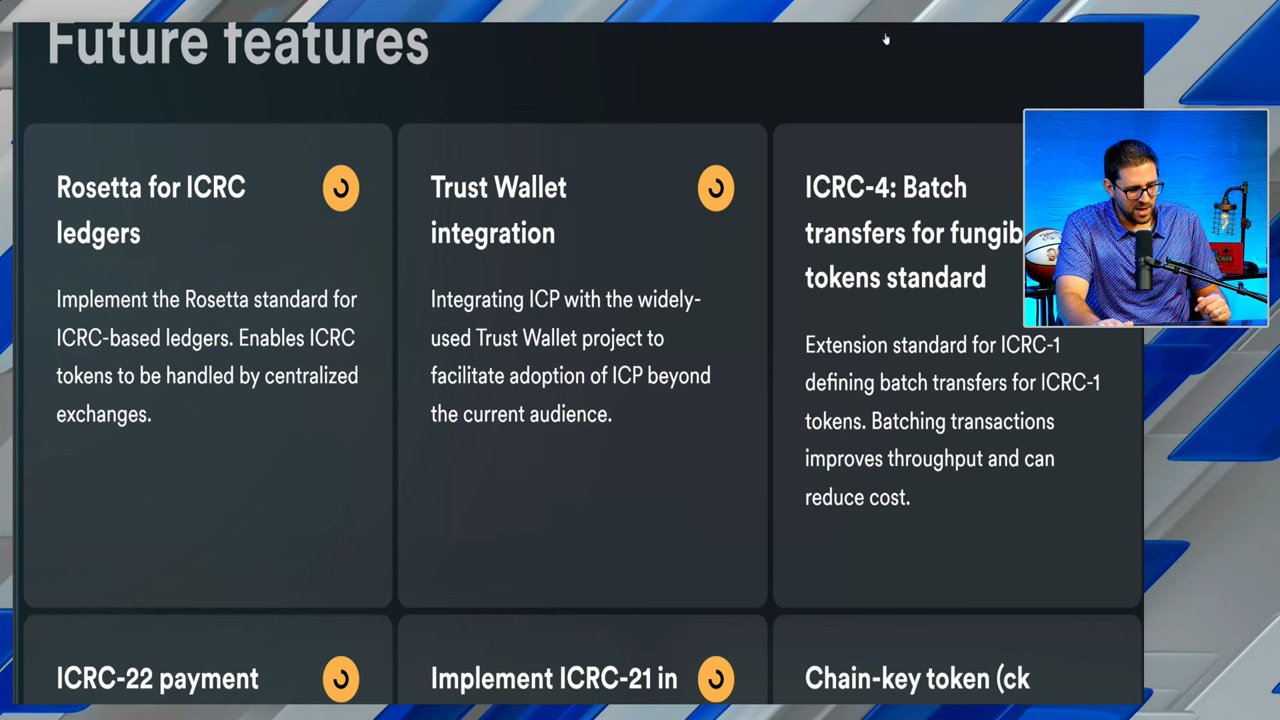 Future features
Rosetta for ICRC
ledgers
Implement the Rosetta standard for
ICRC-based ledgers. Enables ICRC
tokens to be handled by centralized
exchanges.
Trust Wallet
integration
Integrating ICP with the widely-
used Trust Wallet project to
facilitate adoption of ICP beyond
the current audience.
ICRC-4: Batch
transfers for fungib
tokens standard
Extension standard for ICRC-1
defining batch transfers for ICRC-1
tokens. Batching transactions
improves throughput and can
reduce cost.
ICRC-22 payment
Implement ICRC-21 in
Chain-key token (ck